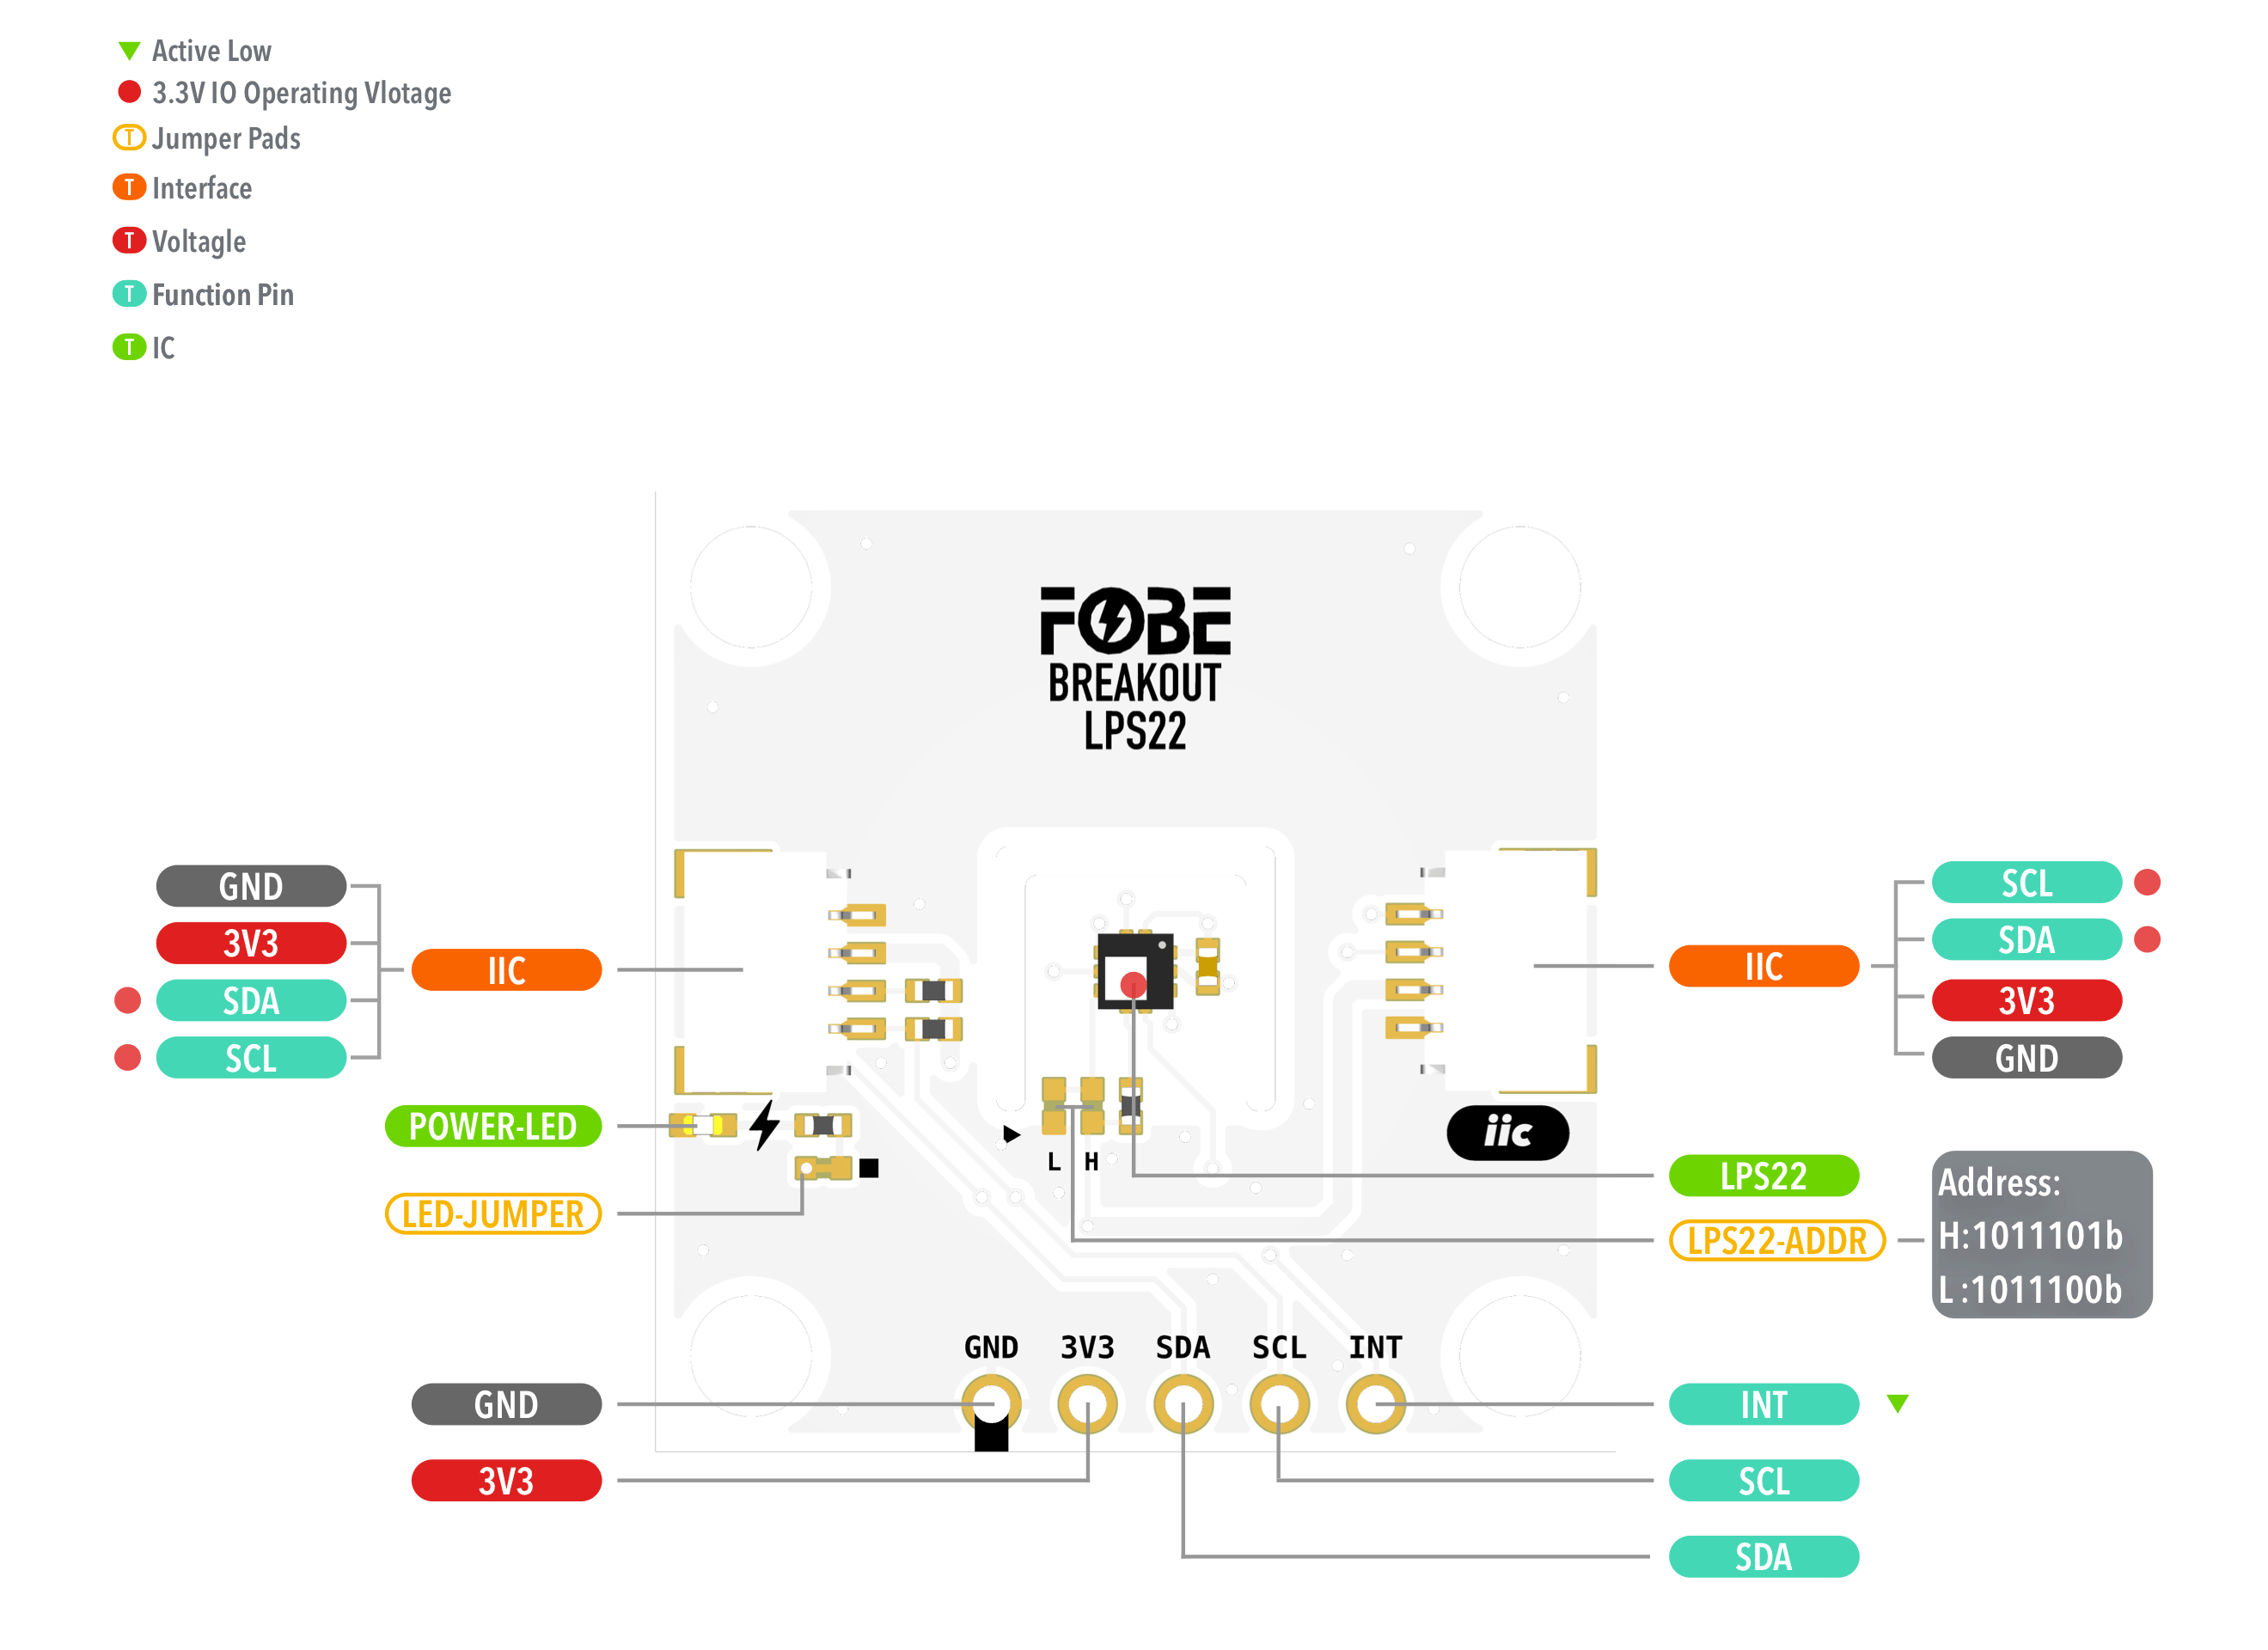 Active Low
3.3V IO Operating Vlotage
T Jumper Pads
T Interface
T Voltagle
T Function Pin
T IC
FOBE
BREAKOUT
LPS22
GND
3V3
SDA
SCL
IIC
SCL
SDA
3V3
GND
IIC
POWER-LED
LED-JUMPER
L H
iic
LPS22
LPS22-ADDR
Address:
H:1011101b
L :1011100b
GND 3V3 SDA SCL INT
GND
3V3
INT
SCL
SDA